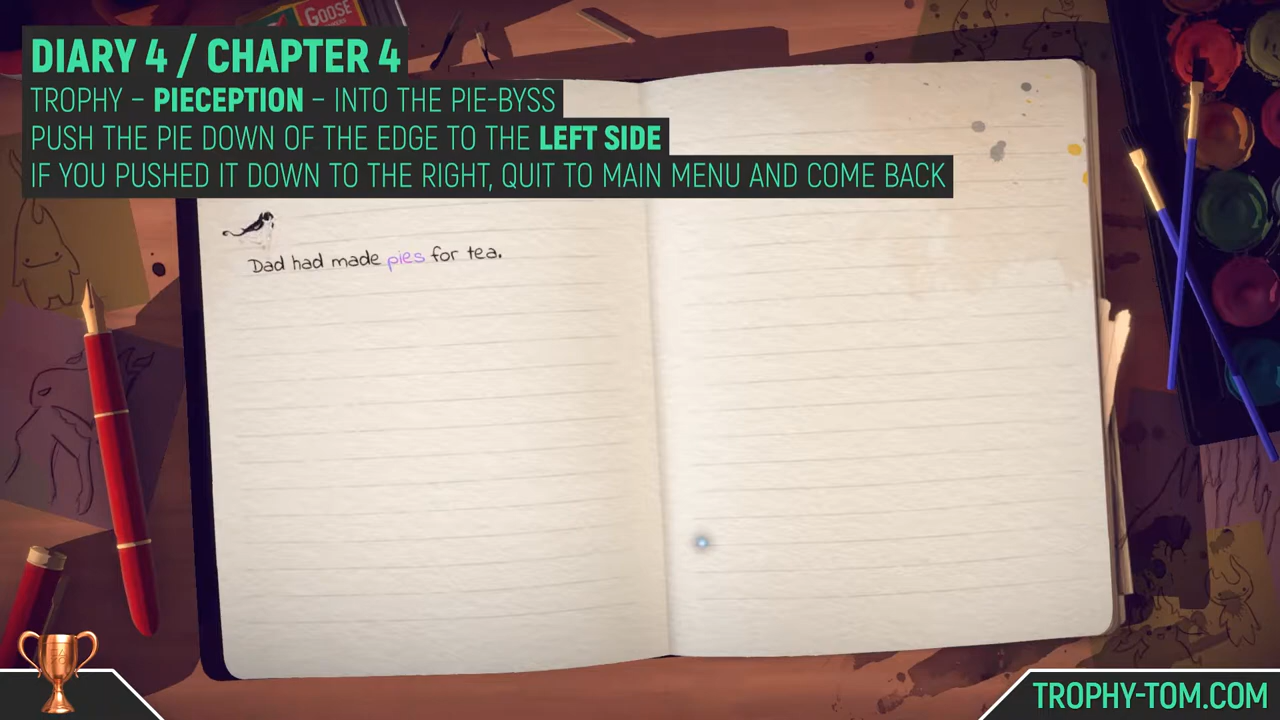 GOOSE
DIARY 4 / CHAPTER 4
TROPHY – PIECEPTION – INTO THE PIE-BYSS
PUSH THE PIE DOWN OF THE EDGE TO THE LEFT SIDE
IF YOU PUSHED IT DOWN TO THE RIGHT, QUIT TO MAIN MENU AND COME BACK
Dad had made pies for tea.
TROPHY-TOM.COM